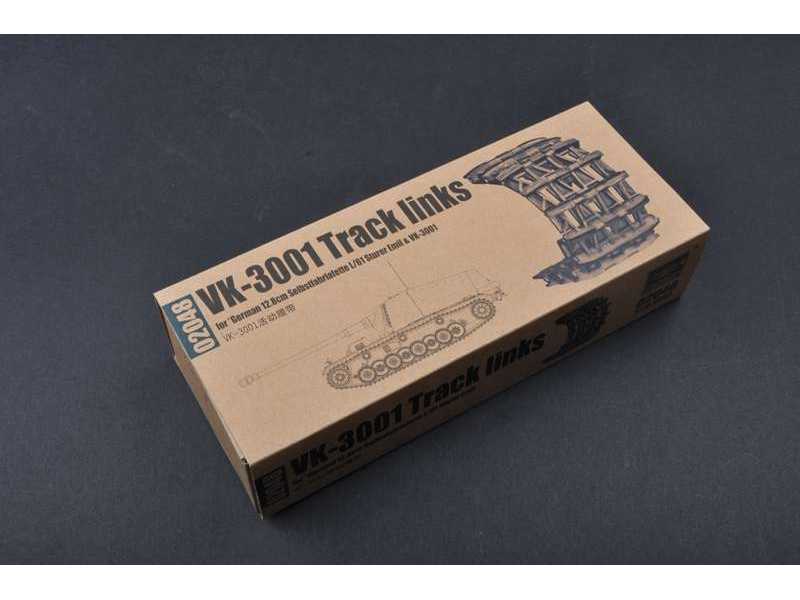 02048
VK-3001 Track links
for "German 12.8cm Selbstfahrlafette L/61 Sturer Emil & VK-3001
VK-3001活动履带
02048
VK-3001 Track links
02048